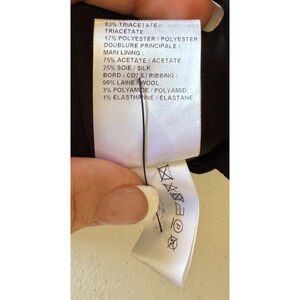 83% TRIACETATE /
TRIACETATE
17% POLYESTER / POLYESTER
DOUBLURE PRINCIPALE /
MAIN LINING :
75% ACETATE / ACETATE
25% SOIE / SILK
BORD - COTE / RIBBING :
96% LAINE / WOOL
3% POLYAMIDE / POLYAMID
1% ELASTHANNE / ELASTANE